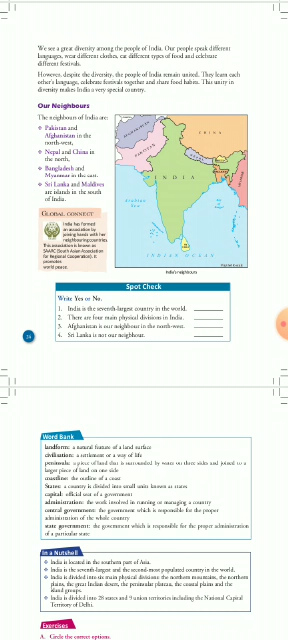 We see a great diversity among the people of India. Our people speak different
languages, wear different clothes, eat different types of food and celebrate
different festivals.
However, despite the diversity, the people of India remain united. They learn each
other's language, celebrate festivals together and share food habits. This unity in
diversity makes India a very special country.
Our Neighbours
The neighbours of India are:
Pakistan and
Afghanistan in the
north-west,
Nepal and China in
the north,
Bangladesh and
Myanmar in the east.
Sri Lanka and Maldives
are islands in the south
of India.
GLOBAL CONNECT
India has formed
an association by
joining hands with her
neighbouring countries.
This association is known as
SAARC (South Asian Association
for Regional Cooperation). It
promotes
world peace.
AFGHANISTAN
PAKISTAN
CHINA
INDIA
INDIAN OCEAN
India's neighbours
Spot Check
Write Yes or No.
1. India is the seventh-largest country in the world.
2. There are four main physical divisions in India.
3. Afghanistan is our neighbour in the north-west.
4. Sri Lanka is not our neighbour.
Word Bank
landform: a natural feature of a land surface
civilisation: a settlement or a way of life
peninsula: a piece of land that is surrounded by water on three sides and joined to a
larger piece of land on one side
coastline: the outline of a coast
States: a country is divided into small units known as states
capital: official seat of a government
administration: the work involved in running or managing a country
central government: the government which is responsible for the proper
administration of the whole country
state government: the government which is responsible for the proper administration
of a particular state
In a Nutshell
India is located in the southern part of Asia.
India is the seventh-largest and the second-most populated country in the world.
India is divided into six main physical divisions: the northern mountains, the northern
plains, the great Indian desert, the peninsular plateau, the coastal plains and the
island groups.
India is divided into 28 states and 9 union territories including the National Capital
Territory of Delhi.
Exercises
A. Circle the correct options.